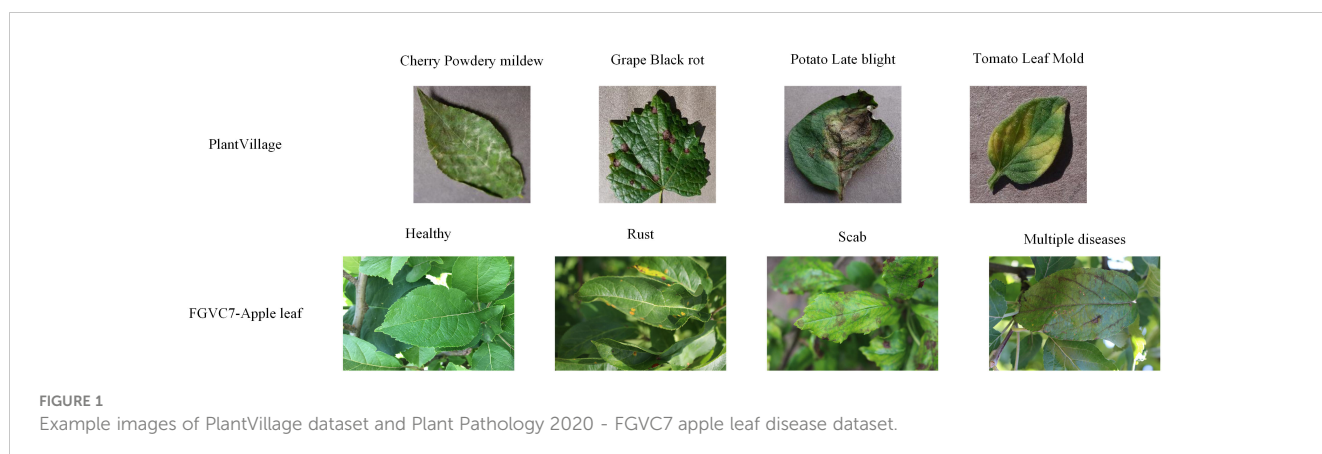 Cherry Powdery mildew Grape Black rot Potato Late blight Tomato Leaf Mold
PlantVillage
Healthy Rust Scab Multiple diseases
FGVC7-Apple leaf
FIGURE 1
Example images of PlantVillage dataset and Plant Pathology 2020 - FGVC7 apple leaf disease dataset.